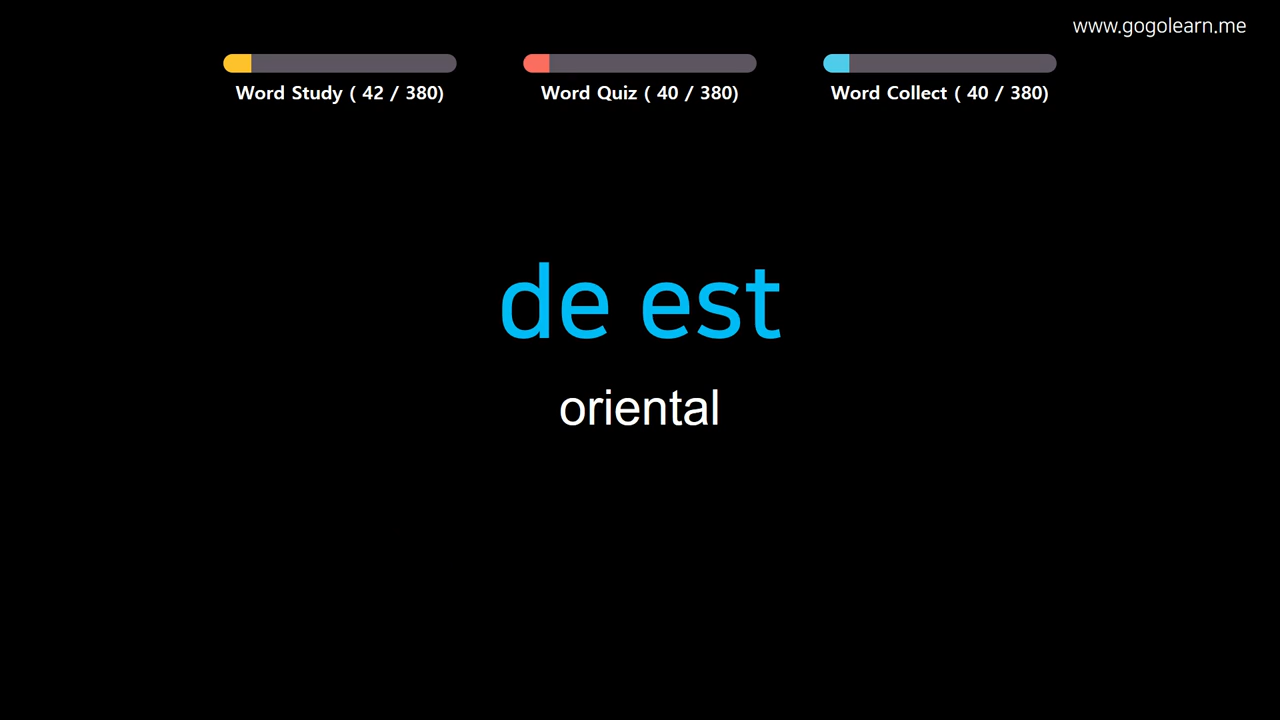 www.gogolearn.me
Word Study ( 42 / 380)
Word Quiz ( 40 / 380)
Word Collect ( 40 / 380)
de est
oriental